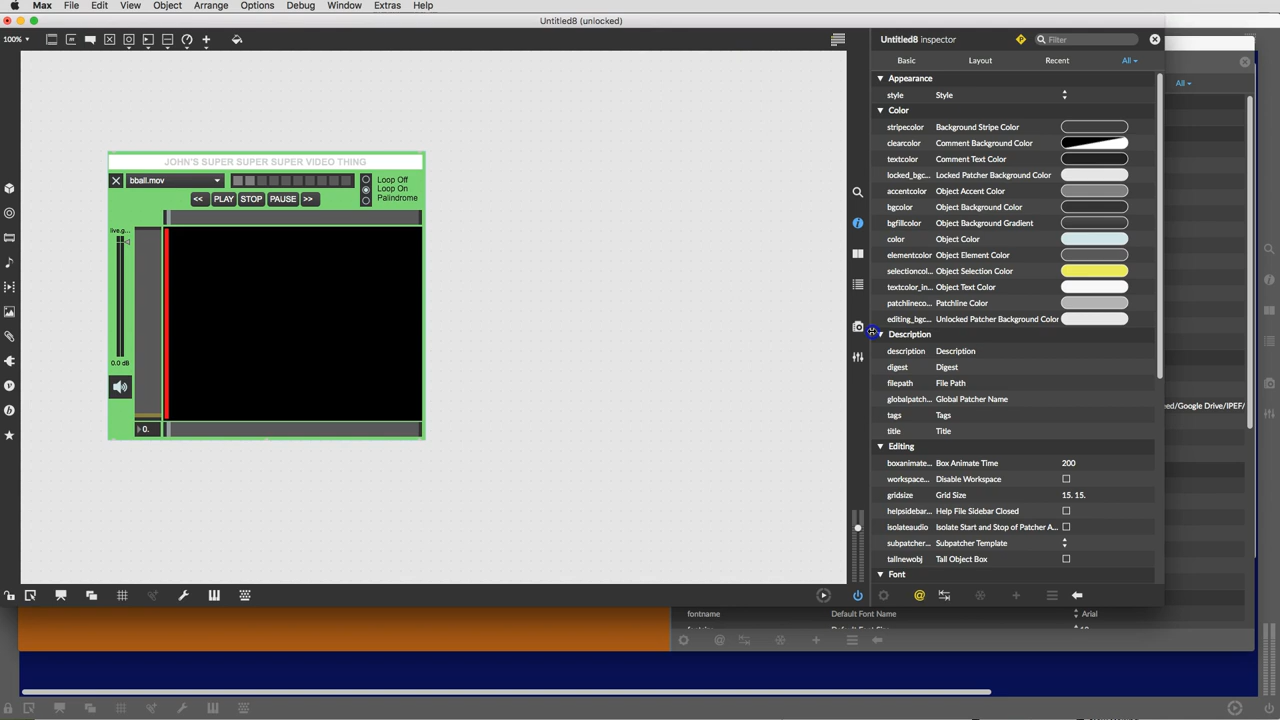 Max File Edit View Object Arrange Options Debug Window Extras Help
Untitled8 (unlocked)
100%
JOHN'S SUPER SUPER SUPER VIDEO THING
bball.mov
Loop Off
Loop On
Palindrome
<< PLAY STOP PAUSE >>
live.g...
0.0 dB
0.
Untitled8 inspector
Filter
Basic Layout Recent All
All
Appearance
style Style
Color
stripecolor Background Stripe Color
clearcolor Comment Background Color
textcolor Comment Text Color
locked_bgc... Locked Patcher Background Color
accentcolor Object Accent Color
bgcolor Object Background Color
bgfillcolor Object Background Gradient
color Object Color
elementcolor Object Element Color
selectioncol... Object Selection Color
textcolor_in... Object Text Color
patchlineco... Patchline Color
editing_bgc... Unlocked Patcher Background Color
Description
description Description
digest Digest
filepath File Path
globalpatch... Global Patcher Name
tags Tags
title Title
Editing
boxanimate... Box Animate Time 200
workspace... Disable Workspace
gridsize Grid Size 15. 15.
helpsidebar... Help File Sidebar Closed
isolateaudio Isolate Start and Stop of Patcher A...
subpatcher... Subpatcher Template
tallnewobj Tall Object Box
Font
ed/Google Drive/IPEF/
fontname Default Font Name Arial